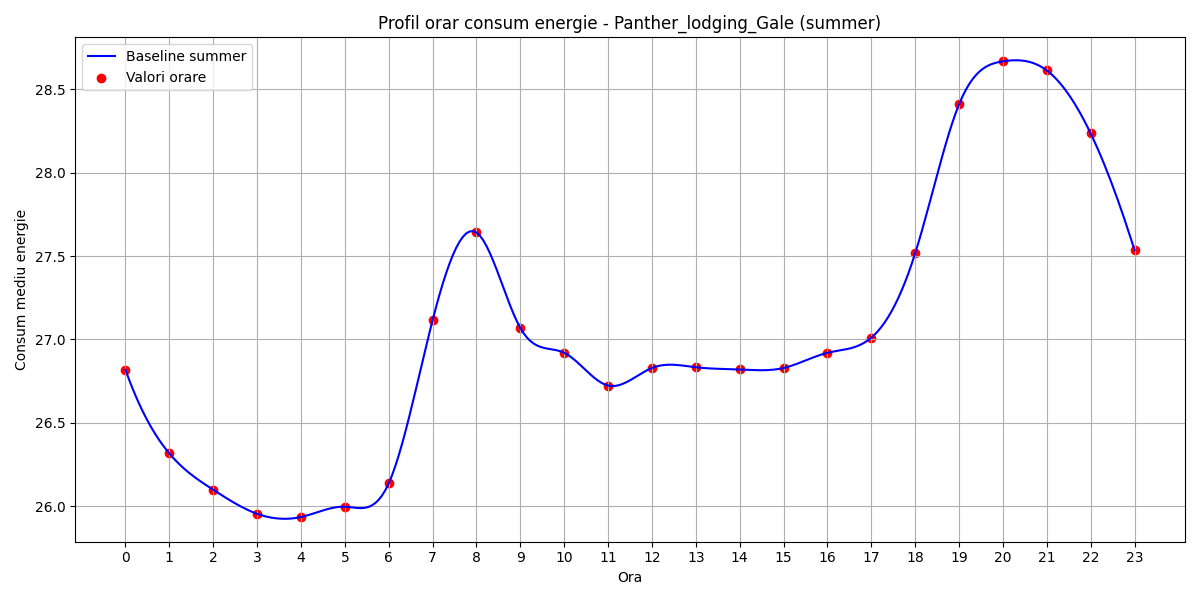 Profil orar consum energie - Panther_lodging_Gale (summer)
Baseline summer
Valori orare
Consum mediu energie
28.5
28.0
27.5
27.0
26.5
26.0
0 1 2 3 4 5 6 7 8 9 10 11 12 13 14 15 16 17 18 19 20 21 22 23
Ora